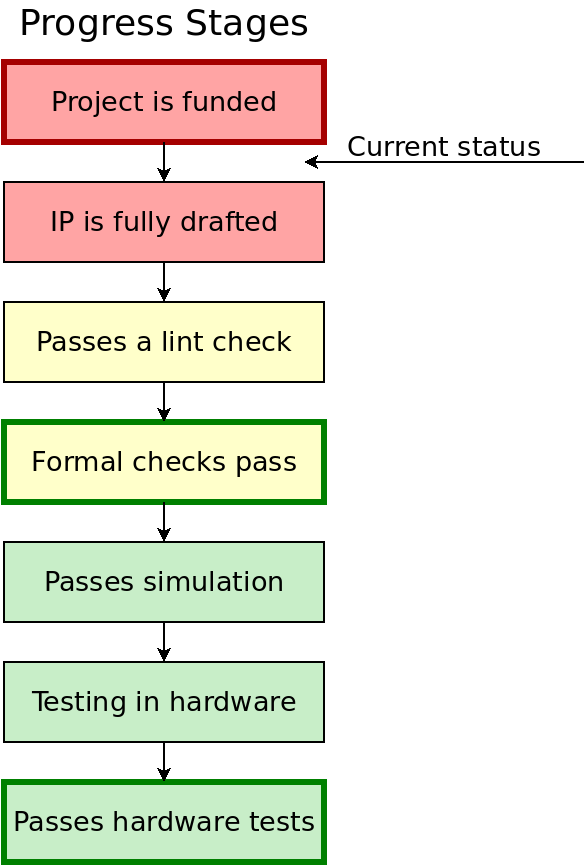 Progress Stages
Project is funded
Current status
IP is fully drafted
Passes a lint check
Formal checks pass
Passes simulation
Testing in hardware
Passes hardware tests